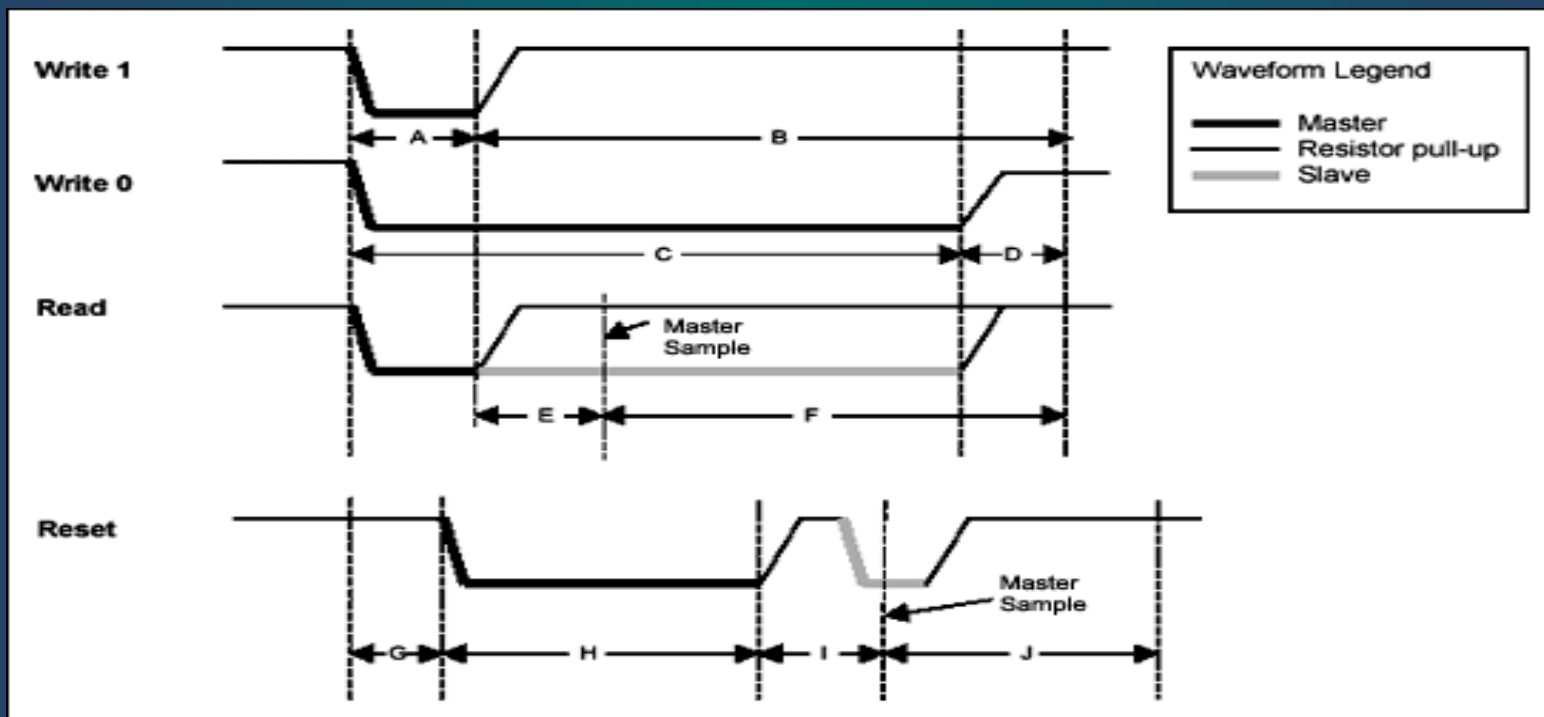 Write 1
A
B
Write 0
C
D
Read
Master
Sample
E
F
Reset
Master
Sample
G
H
I
J
Waveform Legend
Master
Resistor pull-up
Slave